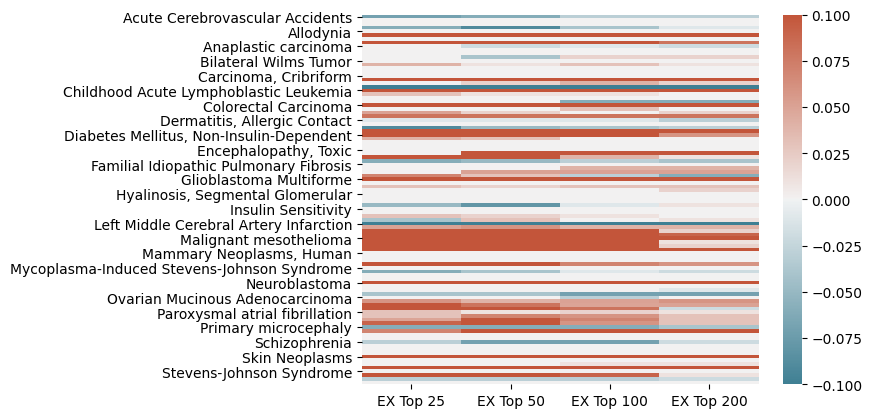 Acute Cerebrovascular Accidents
Allodynia
Anaplastic carcinoma
Bilateral Wilms Tumor
Carcinoma, Cribriform
Childhood Acute Lymphoblastic Leukemia
Colorectal Carcinoma
Dermatitis, Allergic Contact
Diabetes Mellitus, Non-Insulin-Dependent
Encephalopathy, Toxic
Familial Idiopathic Pulmonary Fibrosis
Glioblastoma Multiforme
Hyalinosis, Segmental Glomerular
Insulin Sensitivity
Left Middle Cerebral Artery Infarction
Malignant mesothelioma
Mammary Neoplasms, Human
Mycoplasma-Induced Stevens-Johnson Syndrome
Neuroblastoma
Ovarian Mucinous Adenocarcinoma
Paroxysmal atrial fibrillation
Primary microcephaly
Schizophrenia
Skin Neoplasms
Stevens-Johnson Syndrome
EX Top 25 EX Top 50 EX Top 100 EX Top 200
0.100
0.075
0.050
0.025
0.000
−0.025
−0.050
−0.075
−0.100